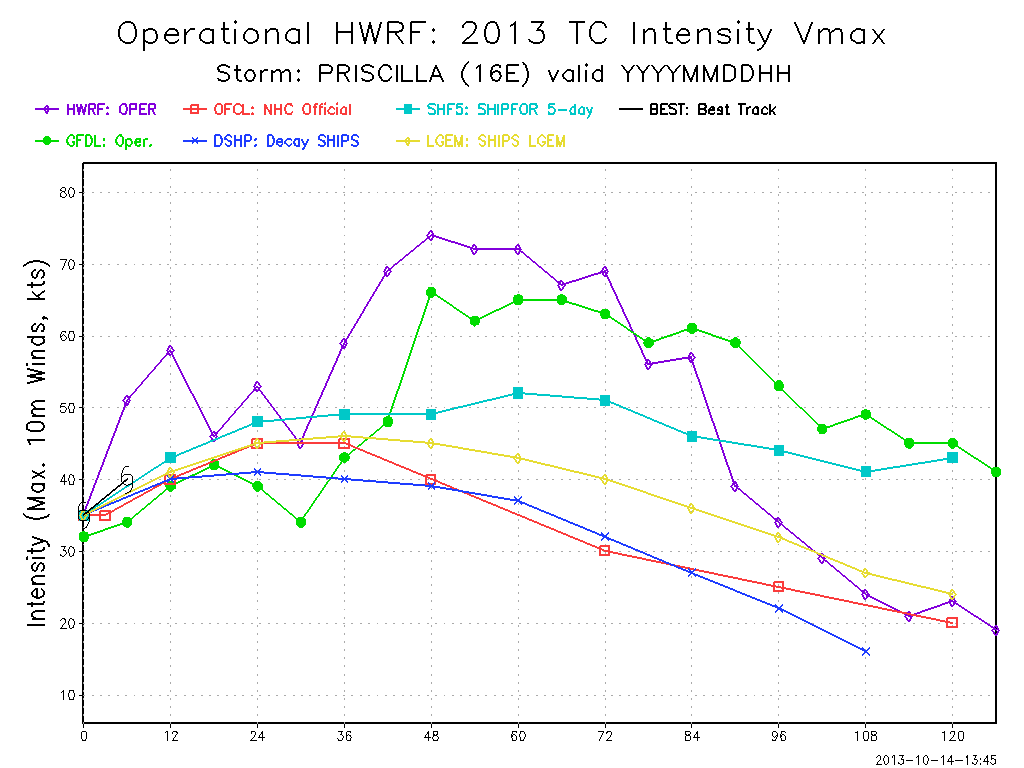 Operational HWRF: 2013 TC Intensity Vmax
Storm: PRISCILLA (16E) valid YYYYMMDDHH
HWRF: OPER OFCL: NHC Official SHF5: SHIPFOR 5-day BEST: Best Track
GFDL: Oper. DSHP: Decay SHIPS LGEM: SHIPS LGEM
Intensity (Max. 10m Winds, kts)
80
70
60
50
40
30
20
10
0 12 24 36 48 60 72 84 96 108 120
2013-10-14-13:45